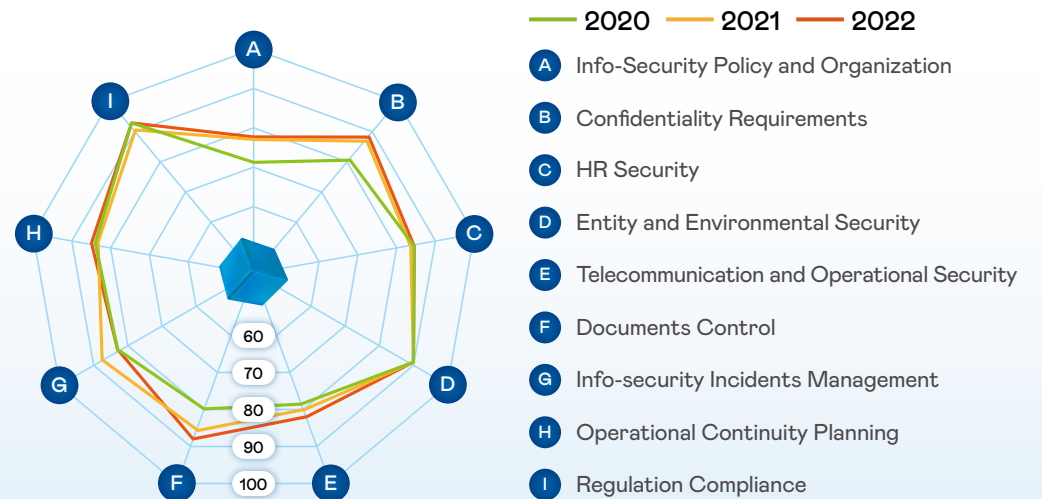 2020 2021 2022
A Info-Security Policy and Organization
B Confidentiality Requirements
C HR Security
D Entity and Environmental Security
E Telecommunication and Operational Security
F Documents Control
G Info-security Incidents Management
H Operational Continuity Planning
I Regulation Compliance
A
I B
H C
60
70
G D
80
90
F 100 E